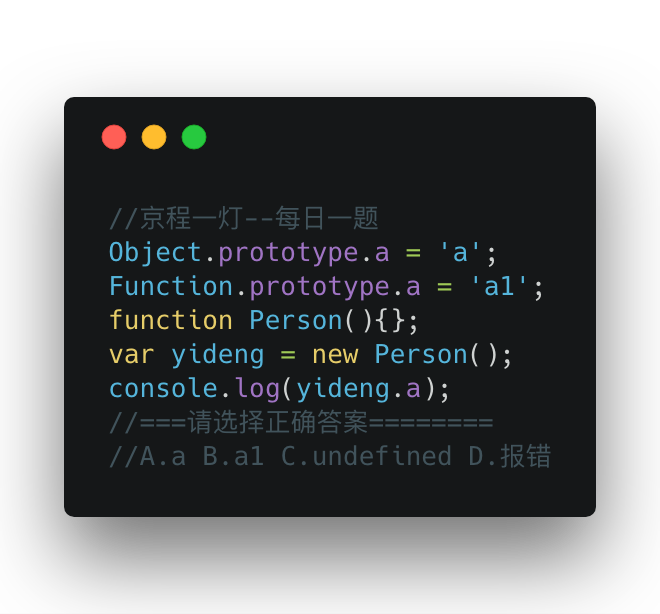 //京程一灯--每日一题
Object.prototype.a = 'a';
Function.prototype.a = 'a1';
function Person(){};
var yideng = new Person();
console.log(yideng.a);
//===请选择正确答案========
//A.a B.a1 C.undefined D.报错